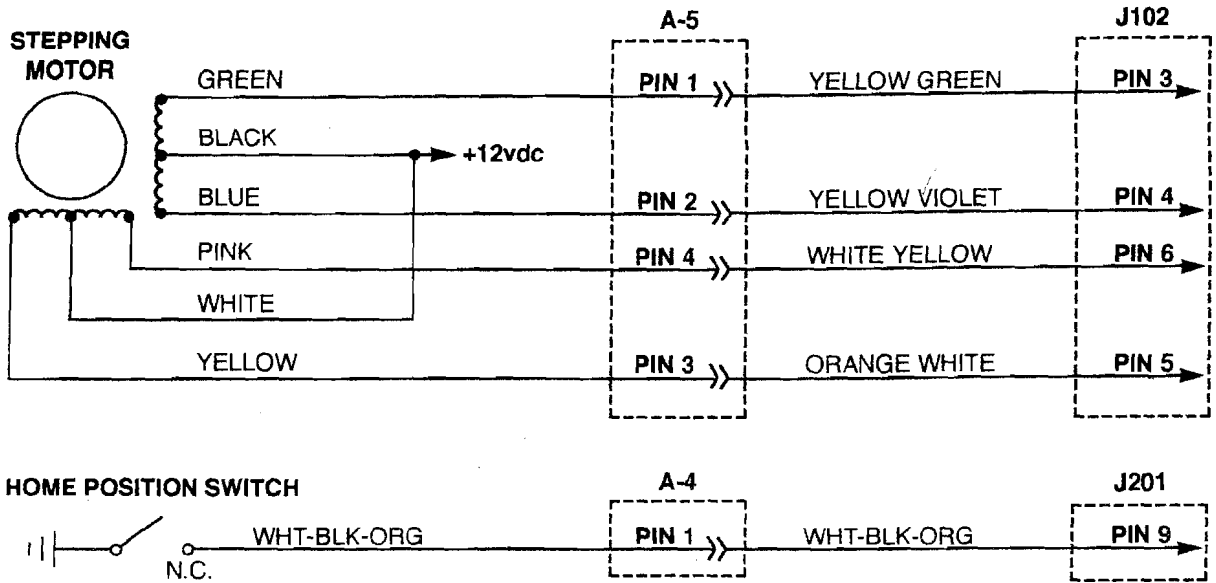 A-5 J102
STEPPING
MOTOR
GREEN PIN 1 YELLOW GREEN PIN 3
BLACK +12vdc
BLUE PIN 2 YELLOW VIOLET PIN 4
PINK PIN 4 WHITE YELLOW PIN 6
WHITE
YELLOW PIN 3 ORANGE WHITE PIN 5
HOME POSITION SWITCH A-4 J201
WHT-BLK-ORG PIN 1 WHT-BLK-ORG PIN 9
N.C.